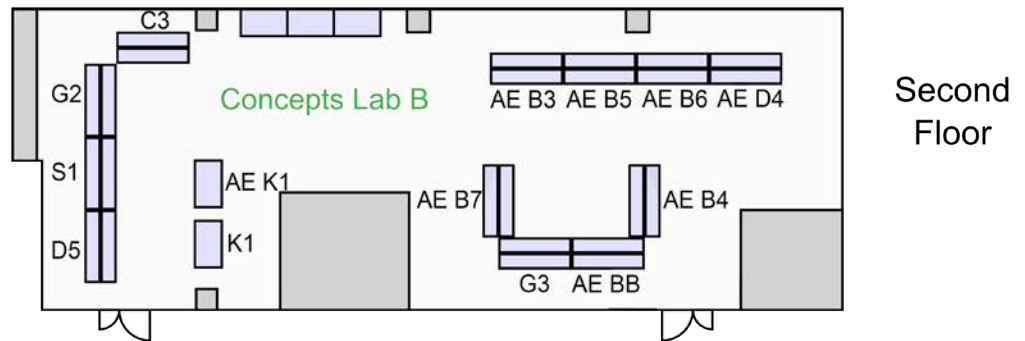 C3
G2
Concepts Lab B
AE B3 AE B5 AE B6 AE D4
Second
Floor
S1
AE K1
AE B7
AE B4
D5
K1
G3
AE BB